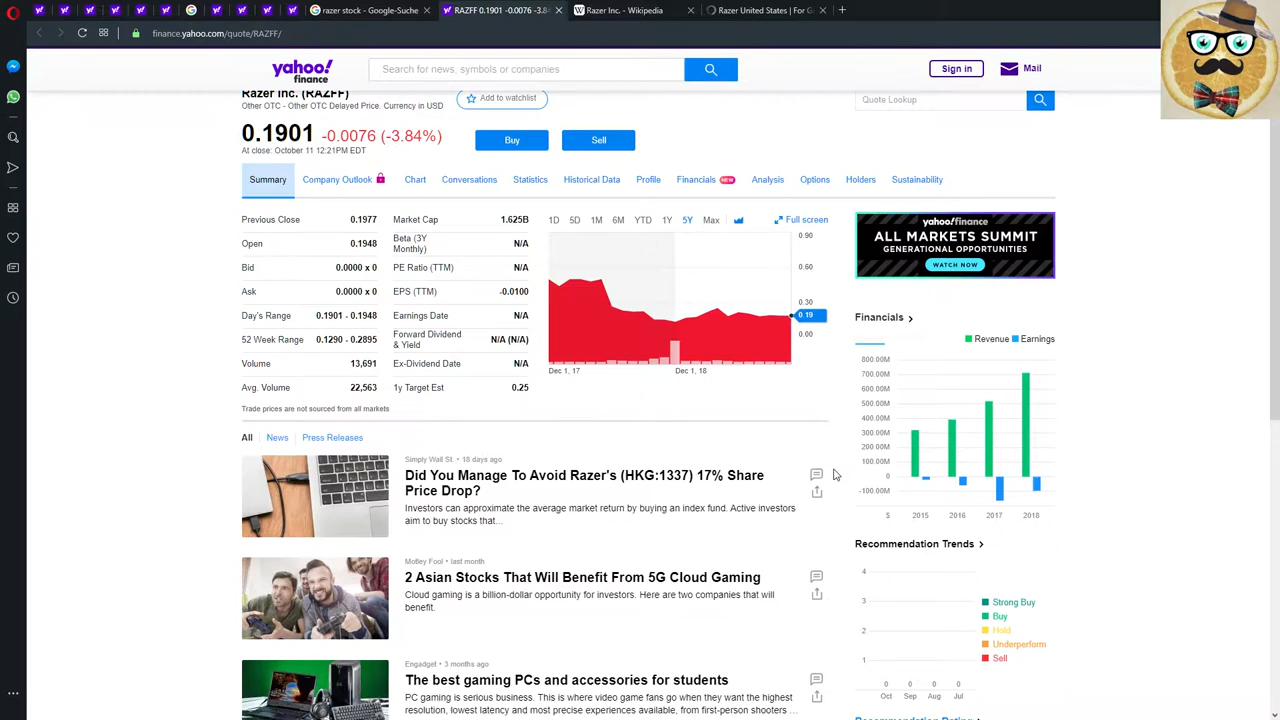 razer stock - Google-Suche
RAZFF 0.1901 -0.0076 -3.84
Razer Inc. - Wikipedia
Razer United States | For G
finance.yahoo.com/quote/RAZFF/
yahoo!
finance
Search for news, symbols or companies
Sign in
Mail
Razer Inc. (RAZFF)
Other OTC - Other OTC Delayed Price. Currency in USD
Add to watchlist
Quote Lookup
0.1901 -0.0076 (-3.84%)
At close: October 11 12:21PM EDT
Buy
Sell
Summary
Company Outlook
Chart
Conversations
Statistics
Historical Data
Profile
Financials NEW
Analysis
Options
Holders
Sustainability
Previous Close 0.1977
Open 0.1948
Bid 0.0000 x 0
Ask 0.0000 x 0
Day's Range 0.1901 - 0.1948
52 Week Range 0.1290 - 0.2895
Volume 13,691
Avg. Volume 22,563
Trade prices are not sourced from all markets
Market Cap 1.625B
Beta (3Y
Monthly) N/A
PE Ratio (TTM) N/A
EPS (TTM) -0.0100
Earnings Date N/A
Forward Dividend
& Yield N/A (N/A)
Ex-Dividend Date N/A
1y Target Est 0.25
1D 5D 1M 6M YTD 1Y 5Y Max
Full screen
0.90
0.60
0.30
0.19
0.00
Dec 1, 17
Dec 1, 18
yahoo!finance
ALL MARKETS SUMMIT
GENERATIONAL OPPORTUNITIES
WATCH NOW
Financials
Revenue Earnings
800.00M
700.00M
600.00M
500.00M
400.00M
300.00M
200.00M
100.00M
0
-100.00M
$ 2015 2016 2017 2018
Recommendation Trends
4
3
2
1
Strong Buy
Buy
Hold
Underperform
Sell
0 0 0 0
Oct Sep Aug Jul
All
News
Press Releases
Simply Wall St. • 18 days ago
Did You Manage To Avoid Razer's (HKG:1337) 17% Share
Price Drop?
Investors can approximate the average market return by buying an index fund. Active investors
aim to buy stocks that...
Motley Fool • last month
2 Asian Stocks That Will Benefit From 5G Cloud Gaming
Cloud gaming is a billion-dollar opportunity for investors. Here are two companies that will
benefit.
Engadget • 3 months ago
The best gaming PCs and accessories for students
PC gaming is serious business. This is where video game fans go when they want the highest
resolution, lowest latency and most precise experiences available, from first-person shooters ...